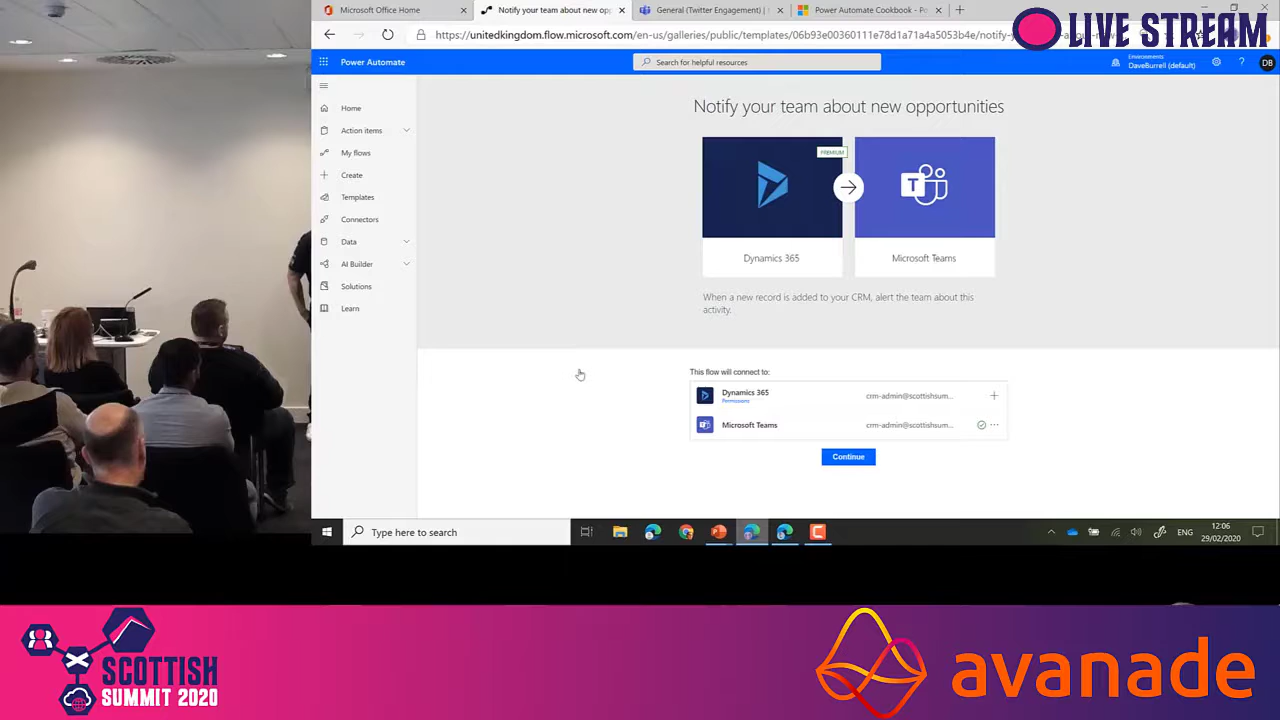 Microsoft Office Home
Notify your team about new opp
General (Twitter Engagement) |
Power Automate Cookbook - Po
LIVE STREAM
https://unitedkingdom.flow.microsoft.com/en-us/galleries/public/templates/06b93e00360111e78d1a71a4a5053b4e/notify-
Power Automate
Search for helpful resources
Environments
DaveBurrell (default)
?
DB
Home
Action items
My flows
Create
Templates
Connectors
Data
AI Builder
Solutions
Learn
Notify your team about new opportunities
PREMIUM
T
Dynamics 365
Microsoft Teams
When a new record is added to your CRM, alert the team about this
activity.
This flow will connect to:
Dynamics 365
crm-admin@scottishsum...
Permissions
Microsoft Teams
crm-admin@scottishsum...
Continue
Type here to search
ENG
12:06
29/02/2020
SCOTTISH
SUMMIT 2020
avanade